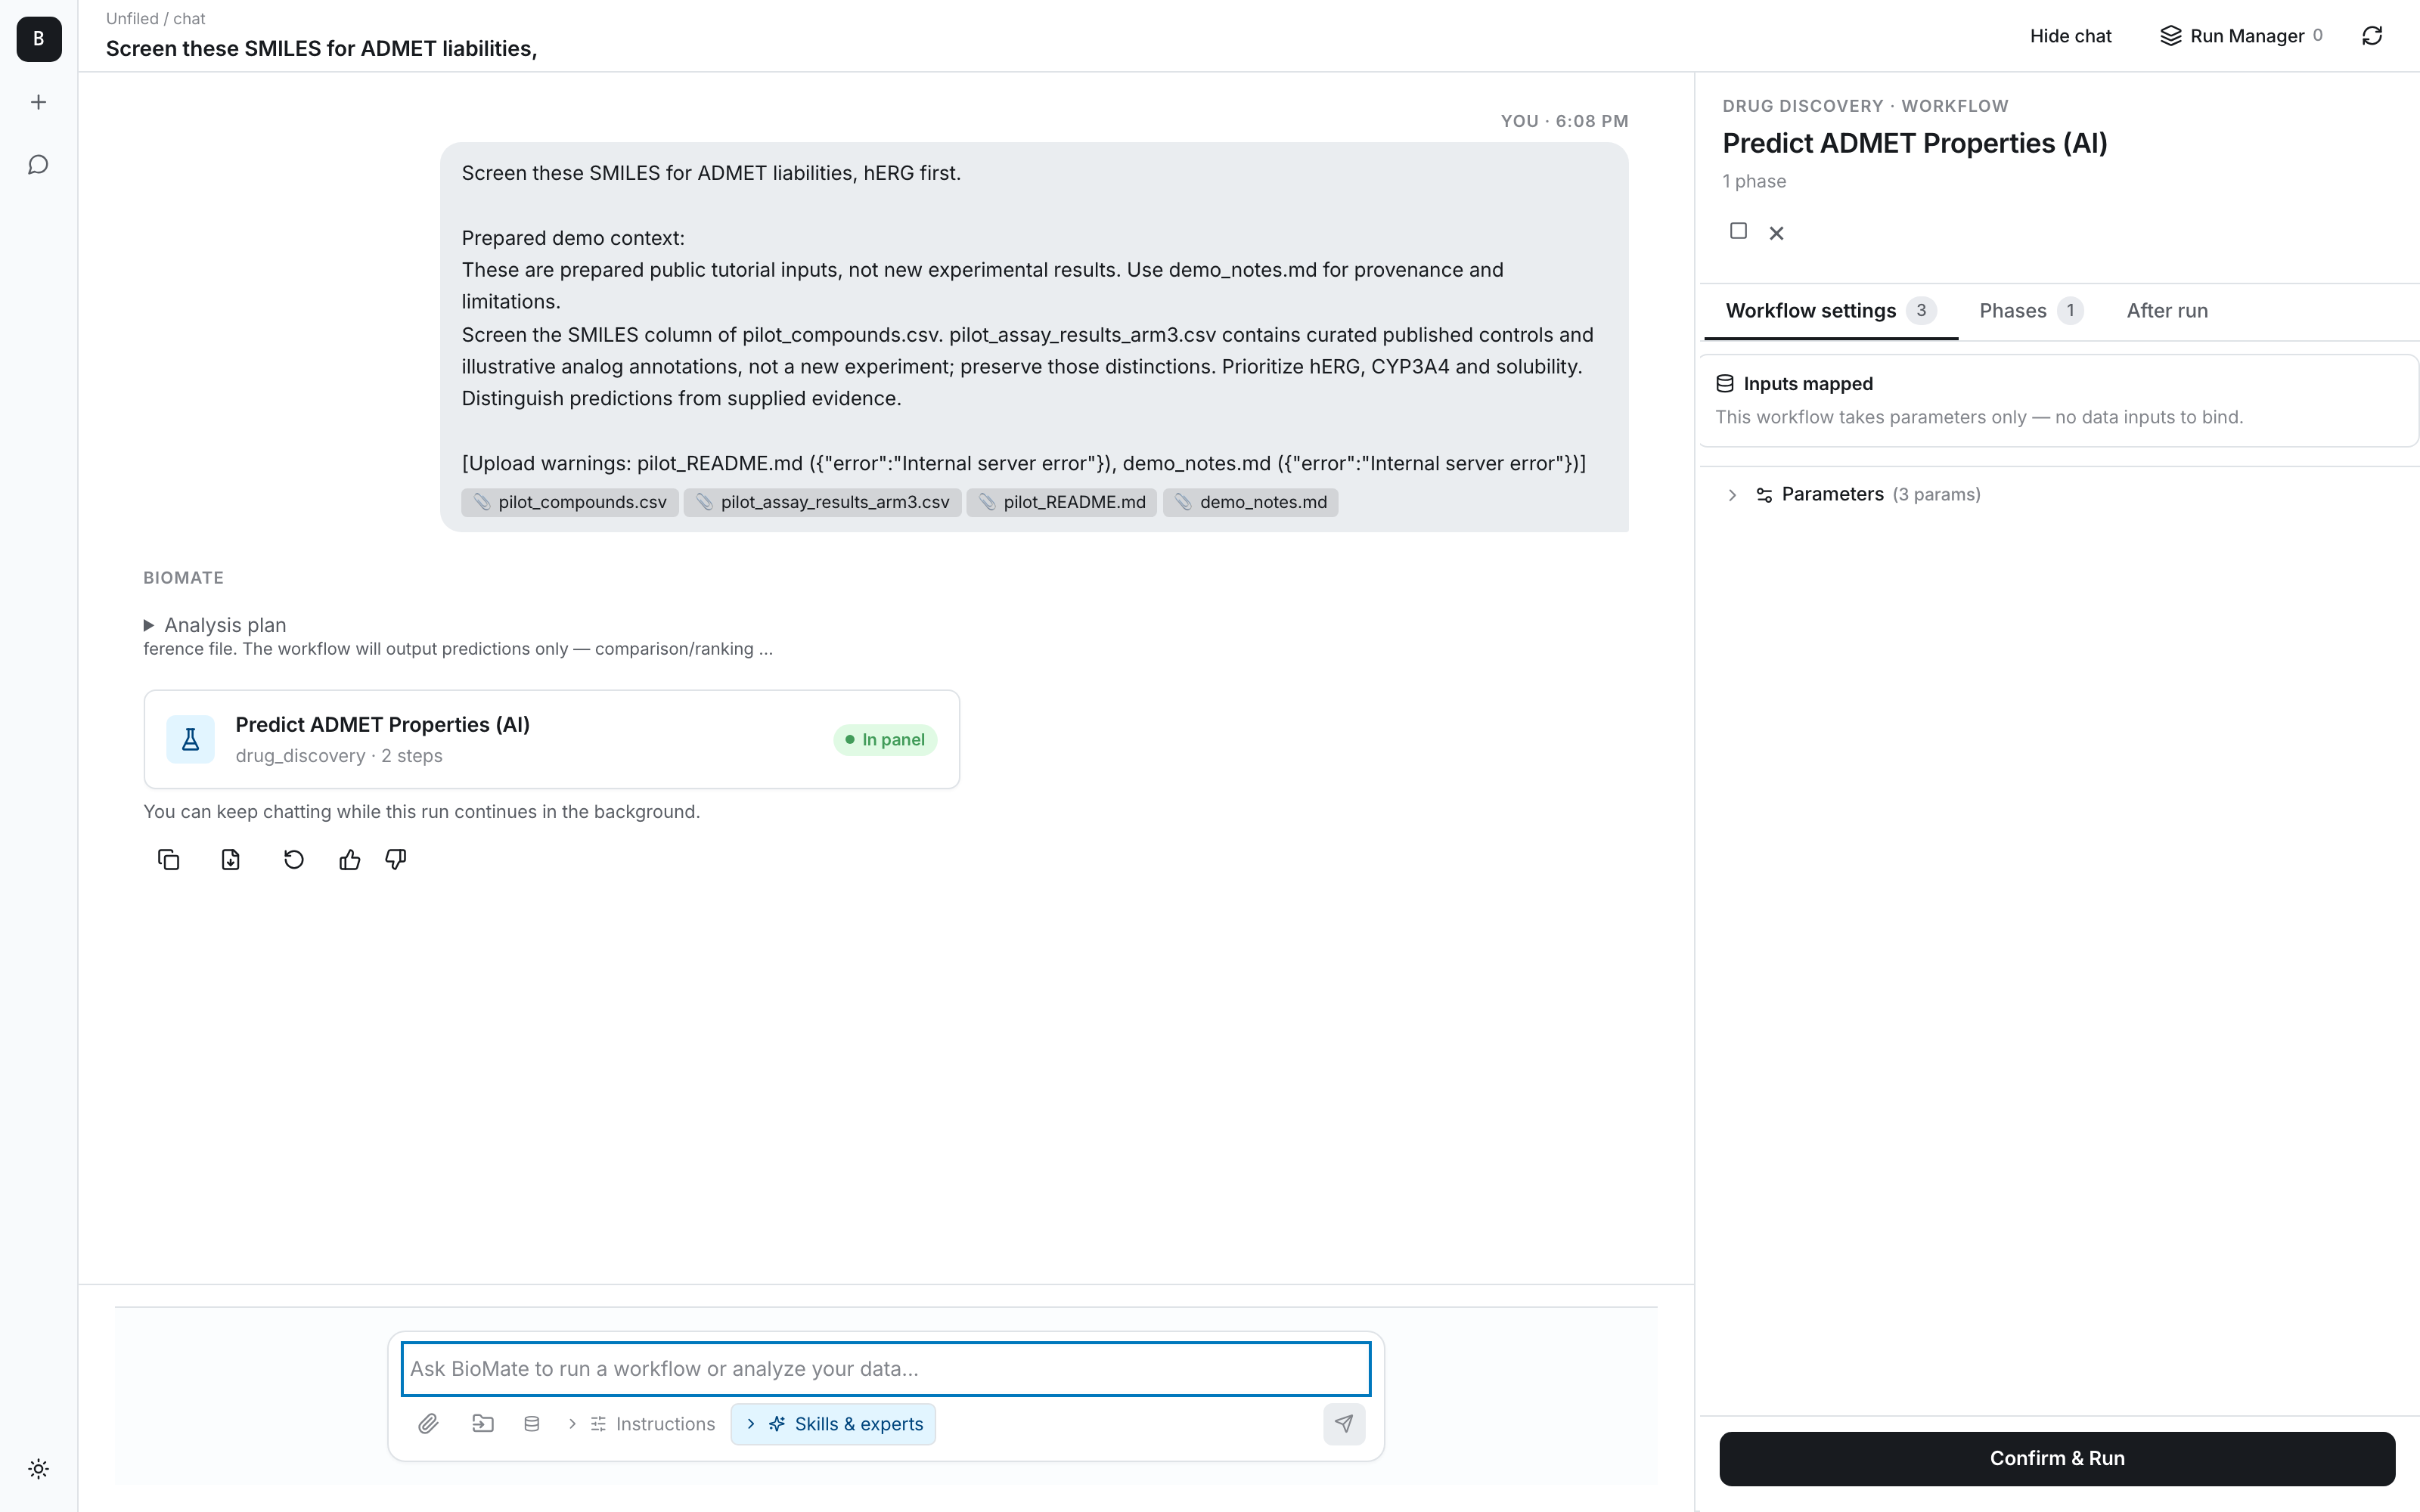 B
Unfiled / chat
Screen these SMILES for ADMET liabilities,
Hide chat
Run Manager 0
YOU · 6:08 PM
Screen these SMILES for ADMET liabilities, hERG first.
Prepared demo context:
These are prepared public tutorial inputs, not new experimental results. Use demo_notes.md for provenance and
limitations.
Screen the SMILES column of pilot_compounds.csv. pilot_assay_results_arm3.csv contains curated published controls and
illustrative analog annotations, not a new experiment; preserve those distinctions. Prioritize hERG, CYP3A4 and solubility.
Distinguish predictions from supplied evidence.
[Upload warnings: pilot_README.md ({"error":"Internal server error"}), demo_notes.md ({"error":"Internal server error"})]
pilot_compounds.csv pilot_assay_results_arm3.csv pilot_README.md demo_notes.md
BIOMATE
Analysis plan
ference file. The workflow will output predictions only — comparison/ranking ...
Predict ADMET Properties (AI)
drug_discovery · 2 steps
In panel
You can keep chatting while this run continues in the background.
Ask BioMate to run a workflow or analyze your data...
Instructions
Skills & experts
DRUG DISCOVERY · WORKFLOW
Predict ADMET Properties (AI)
1 phase
Workflow settings 3
Phases 1
After run
Inputs mapped
This workflow takes parameters only — no data inputs to bind.
Parameters (3 params)
Confirm & Run